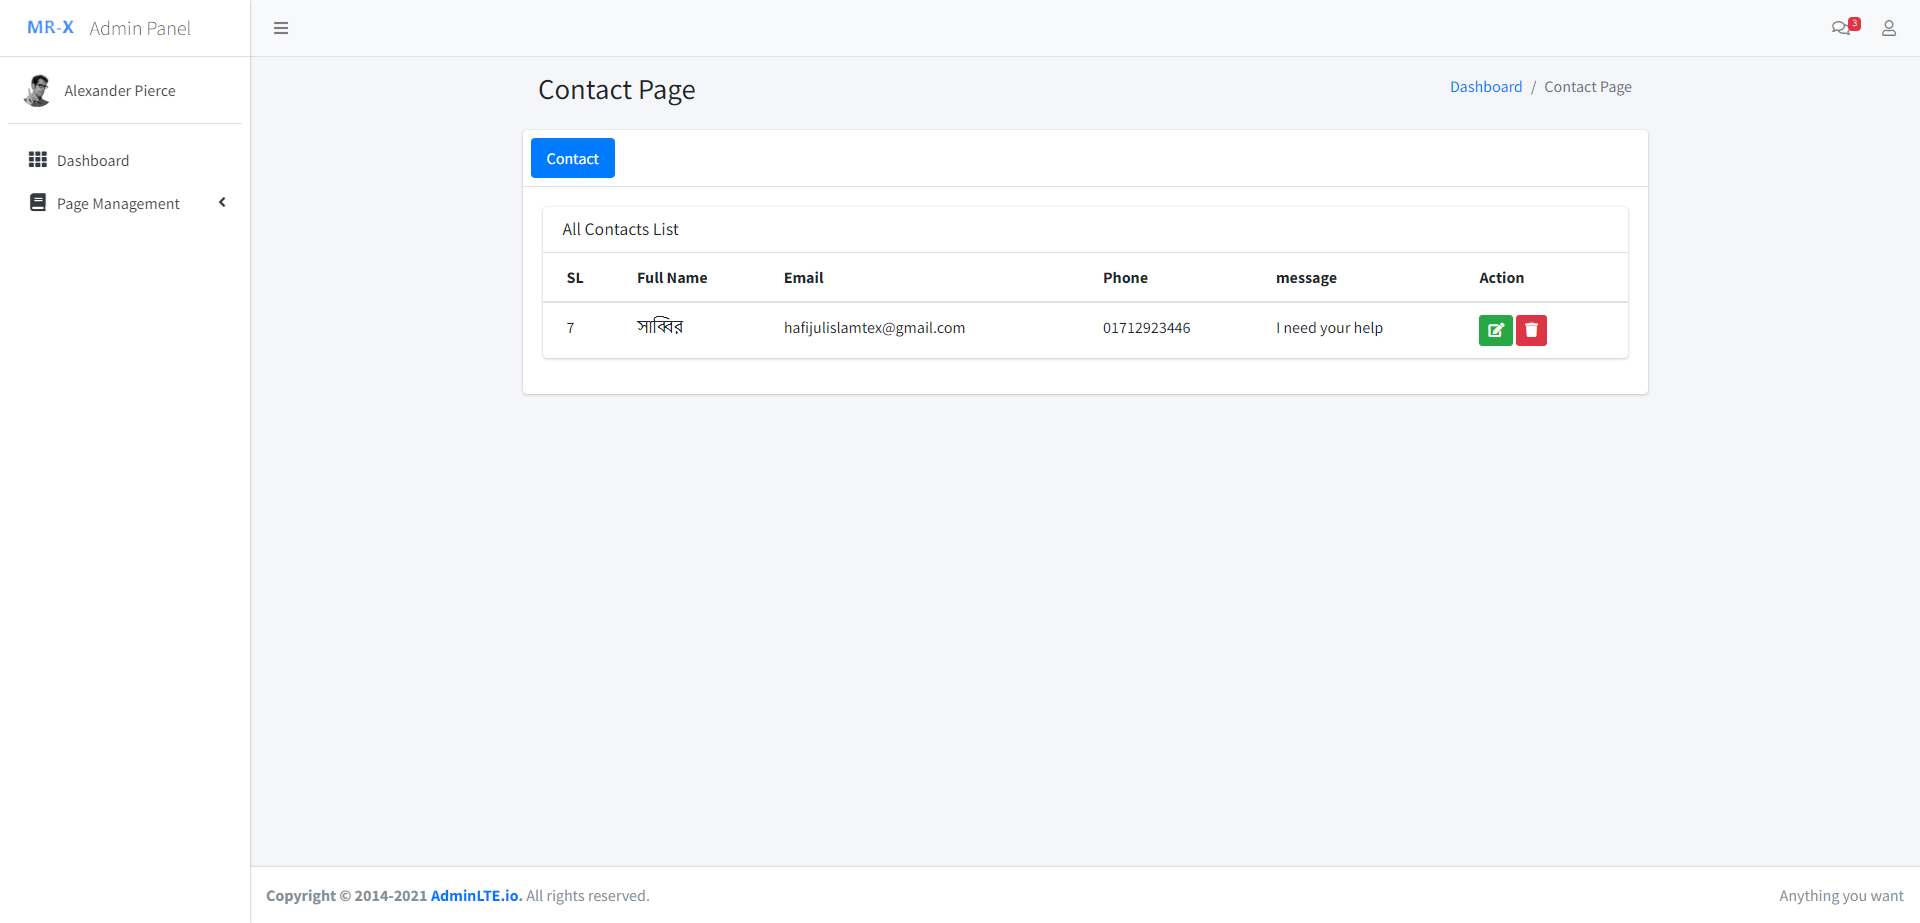 MR-X Admin Panel
3
Alexander Pierce
Dashboard
Page Management
Contact Page
Dashboard / Contact Page
Contact
All Contacts List
SL Full Name Email Phone message Action
7 সাব্বির hafijulislamtex@gmail.com 01712923446 I need your help
Copyright © 2014-2021 AdminLTE.io. All rights reserved.
Anything you want